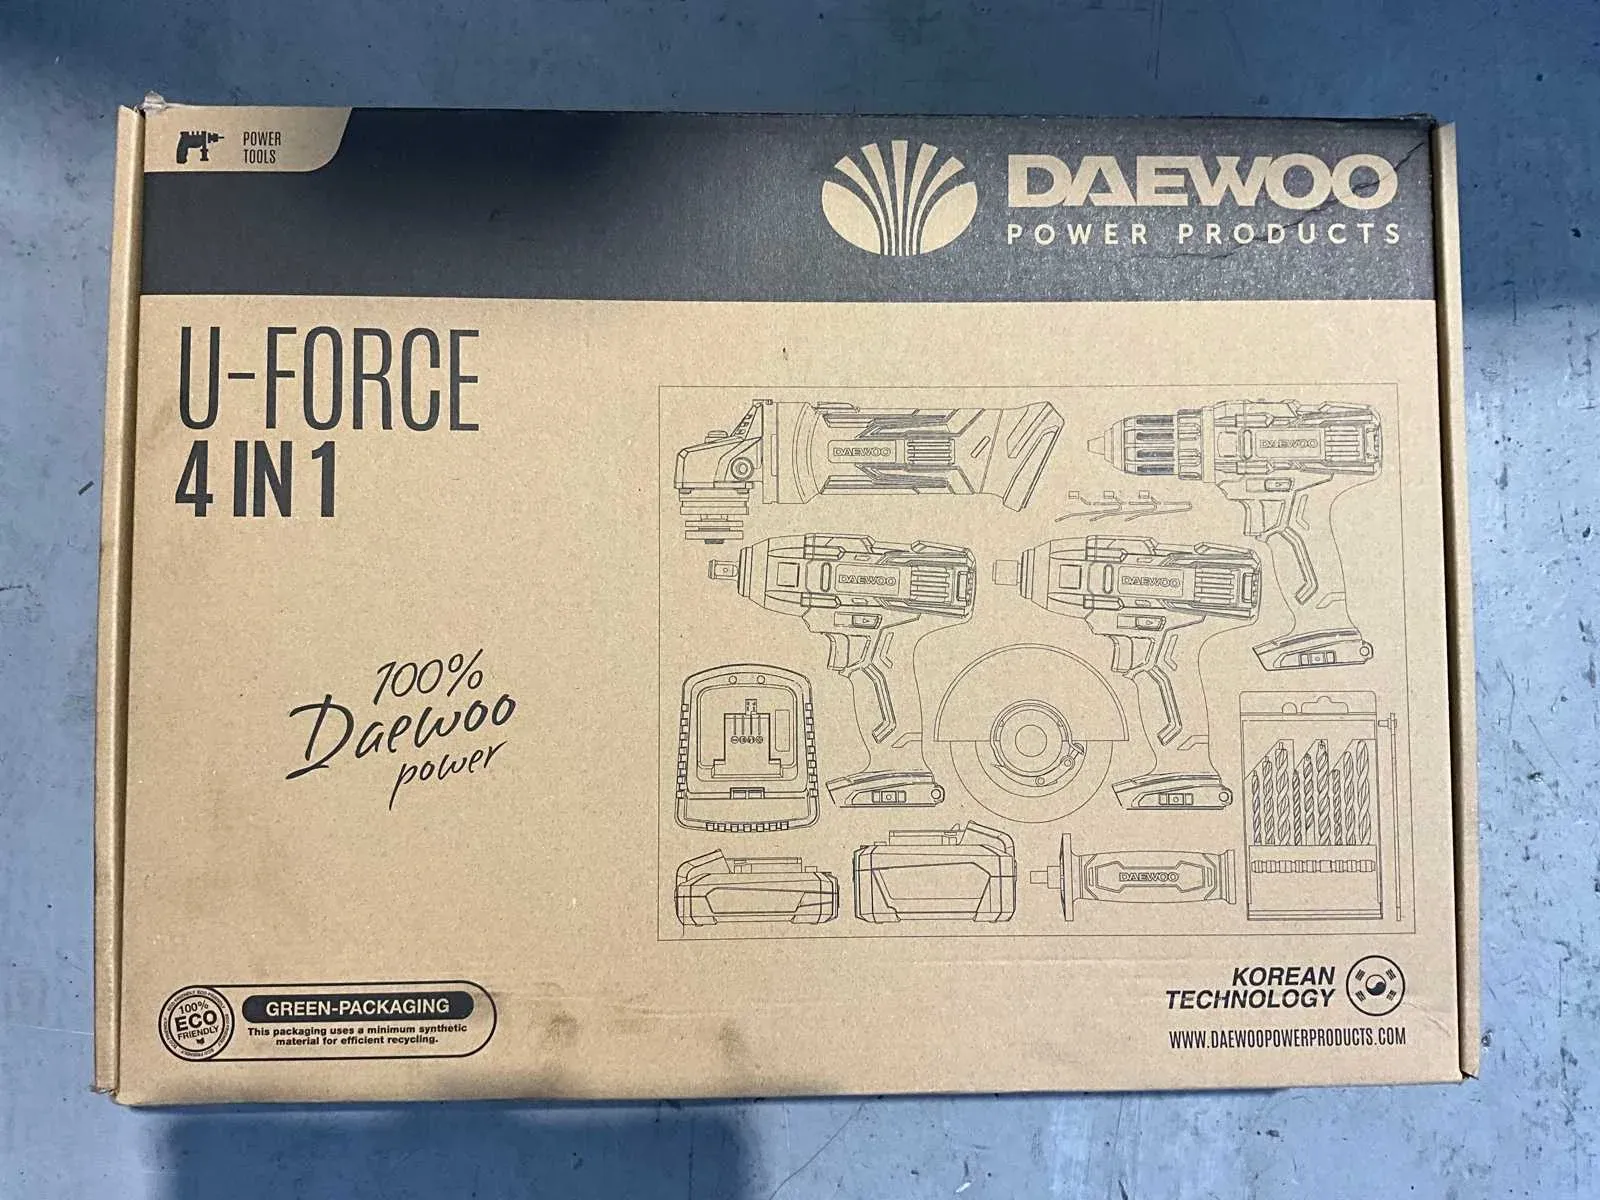 POWER
TOOLS
DAEWOO
POWER PRODUCTS
U-FORCE
4 IN 1
DAEWOO
DAEWOO
DAEWOO
DAEWOO
100%
Daewoo
power
DAEWOO
100%
ECO
FRIENDLY
GREEN-PACKAGING
This packaging uses a minimum synthetic
material for efficient recycling.
KOREAN
TECHNOLOGY
WWW.DAEWOOPOWERPRODUCTS.COM